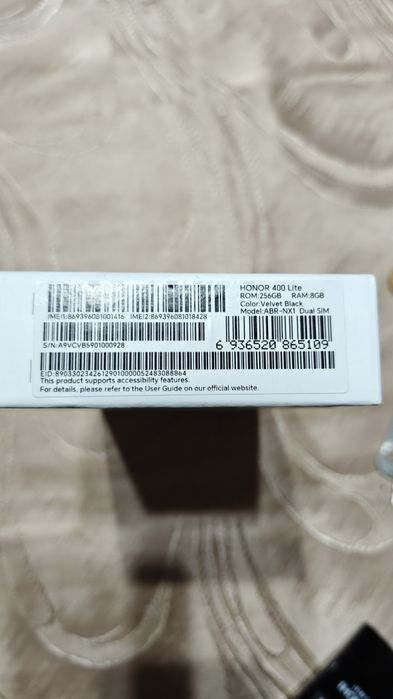 HONOR 400 Lite
ROM:256GB RAM:8GB
Color:Velvet Black
Model:ABR-NX1 Dual SIM
IMEI1:869396081001416 IMEI2:869396081018428
S/N:A9VCVB5901000928
6 936520 865109
EID:89033023426129010000052483088864
This product supports accessibility features.
For details, please refer to the User Guide on our official website.